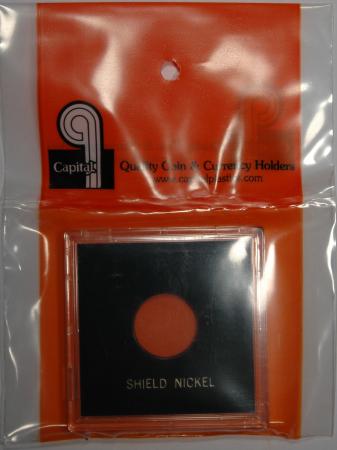 Capital
Quality Coin & Currency Holders
www.capitalplastics.com
SHIELD NICKEL